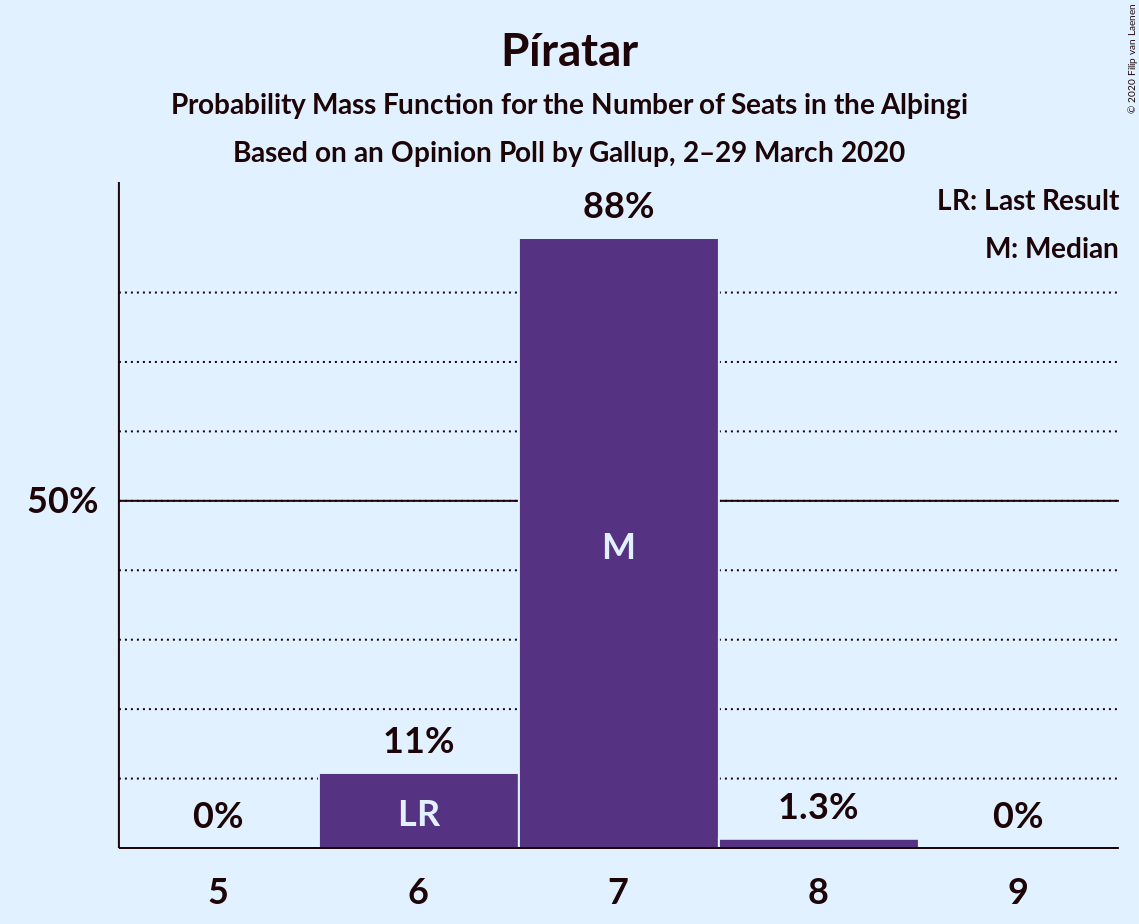 Píratar
Probability Mass Function for the Number of Seats in the Alþingi
Based on an Opinion Poll by Gallup, 2–29 March 2020
© 2020 Filip van Laenen
LR: Last Result
M: Median
88%
50%
M
11%
LR
0%
1.3%
0%
5 6 7 8 9